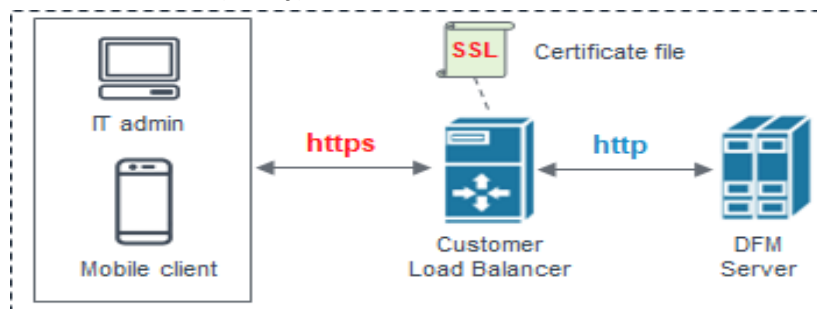 SSL
Certificate file
IT admin
https
http
Mobile client
Customer
Load Balancer
DFM
Server